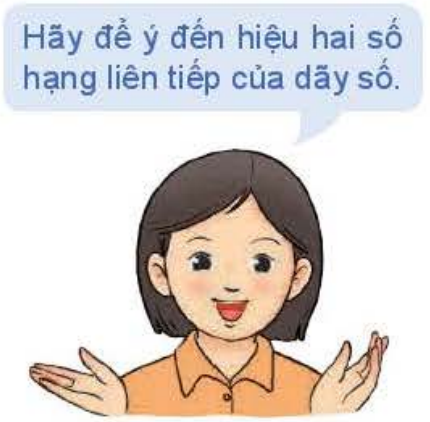 Hãy để ý đến hiệu hai số
hạng liên tiếp của dãy số.